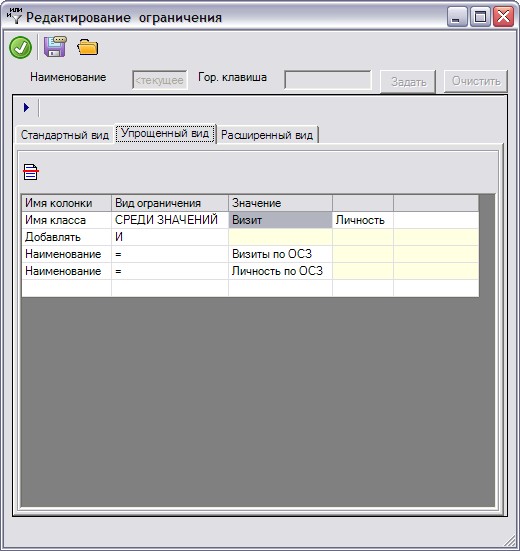 ИЛИ Редактирование ограничения
Наименование <текущее Гор. клавиша Задать Очистить
Стандартный вид Упрощенный вид Расширенный вид
Имя колонки Вид ограничения Значение
Имя класса СРЕДИ ЗНАЧЕНИЙ Визит Личность
Добавлять И
Наименование = Визиты по ОСЗ
Наименование = Личность по ОСЗ